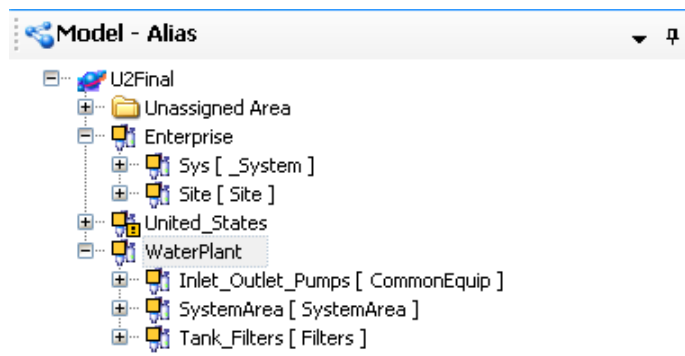 Model - Alias
U2Final
Unassigned Area
Enterprise
Sys [ _System ]
Site [ Site ]
United_States
WaterPlant
Inlet_Outlet_Pumps [ CommonEquip ]
SystemArea [ SystemArea ]
Tank_Filters [ Filters ]